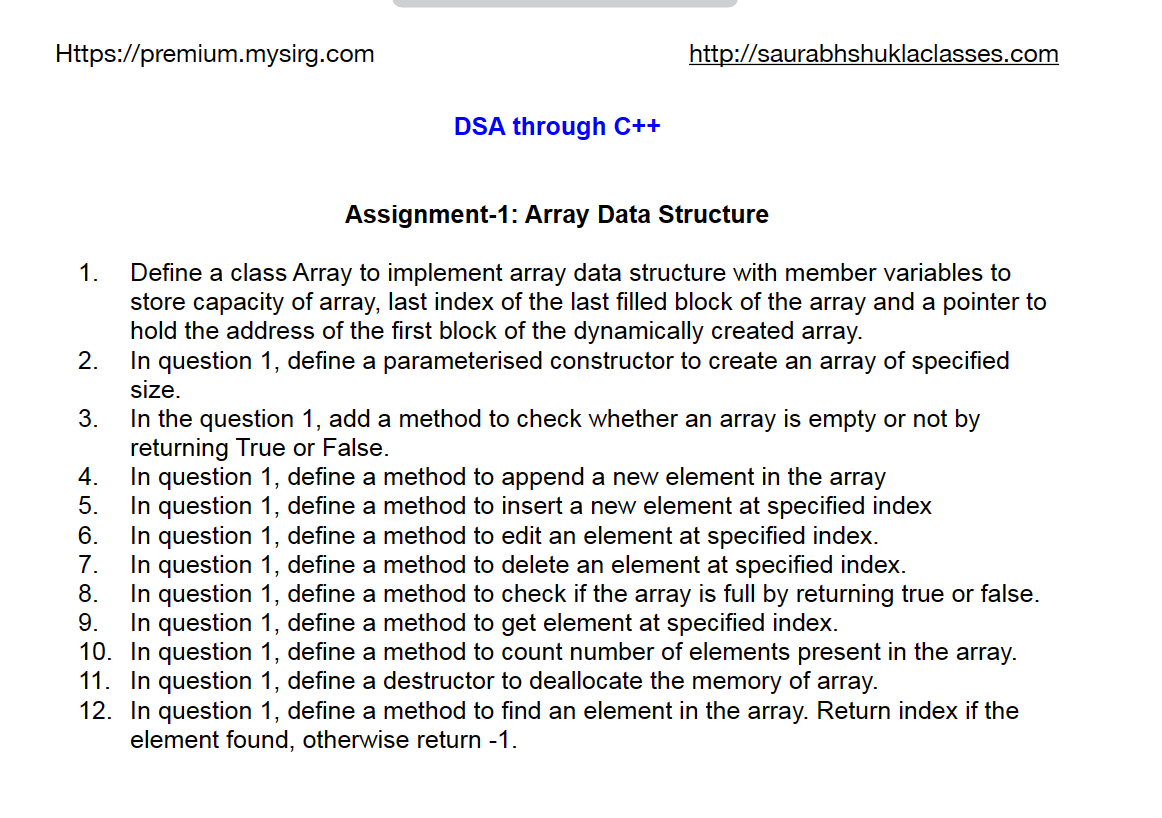 Https://premium.mysirg.com http://saurabhshuklaclasses.com
DSA through C++
Assignment-1: Array Data Structure
1. Define a class Array to implement array data structure with member variables to
store capacity of array, last index of the last filled block of the array and a pointer to
hold the address of the first block of the dynamically created array.
2. In question 1, define a parameterised constructor to create an array of specified
size.
3. In the question 1, add a method to check whether an array is empty or not by
returning True or False.
4. In question 1, define a method to append a new element in the array
5. In question 1, define a method to insert a new element at specified index
6. In question 1, define a method to edit an element at specified index.
7. In question 1, define a method to delete an element at specified index.
8. In question 1, define a method to check if the array is full by returning true or false.
9. In question 1, define a method to get element at specified index.
10. In question 1, define a method to count number of elements present in the array.
11. In question 1, define a destructor to deallocate the memory of array.
12. In question 1, define a method to find an element in the array. Return index if the
element found, otherwise return -1.